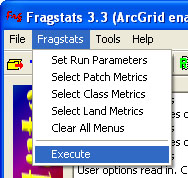 Fragstats 3.3 (ArcGrid ena
File Fragstats Tools Help
Set Run Parameters
Select Patch Metrics
Select Class Metrics
Select Land Metrics
Clear All Menus
Execute
User options read in. C